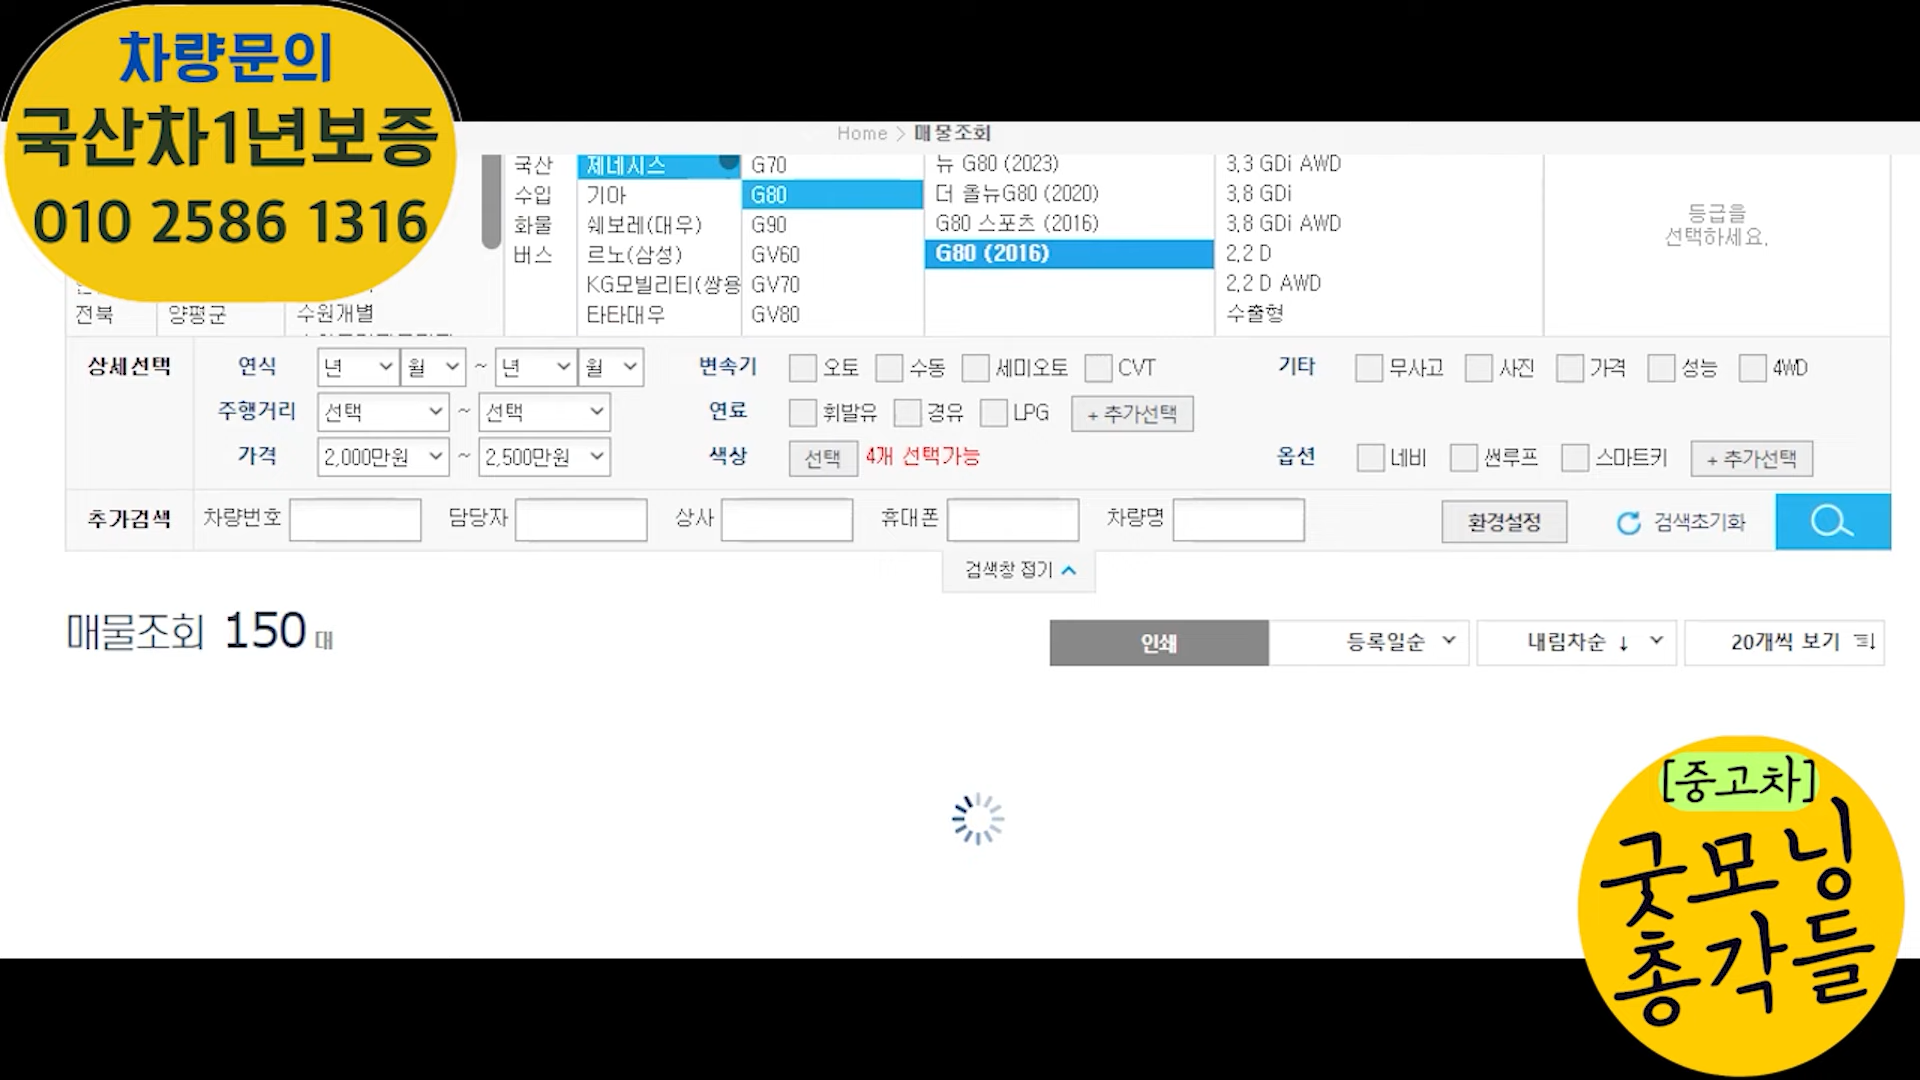 차량문의
국산차1년보증
010 2586 1316
Home > 매물조회
국산 제네시스 G70 뉴 G80 (2023) 3.3 GDi AWD
수입 기아 G80 더 올뉴G80 (2020) 3.8 GDi
화물 쉐보레(대우) G90 G80 스포츠 (2016) 3.8 GDi AWD
버스 르노(삼성) GV60 G80 (2016) 2.2 D
KG모빌리티(쌍용 GV70 2.2 D AWD
전북 양평군 수원개별 타타대우 GV80 수출형
등급을
선택하세요.
상세선택 연식 년 월 ~ 년 월 변속기 오토 수동 세미오토 CVT 기타 무사고 사진 가격 성능 4WD
주행거리 선택 ~ 선택 연료 휘발유 경유 LPG + 추가선택
가격 2,000만원 ~ 2,500만원 색상 선택 4개 선택가능 옵션 네비 썬루프 스마트키 + 추가선택
추가검색 차량번호 담당자 상사 휴대폰 차량명 환경설정 검색초기화
검색창 접기
매물조회 150 대
인쇄 등록일순 내림차순 ↓ 20개씩 보기
[중고차]
굿모닝
총각들